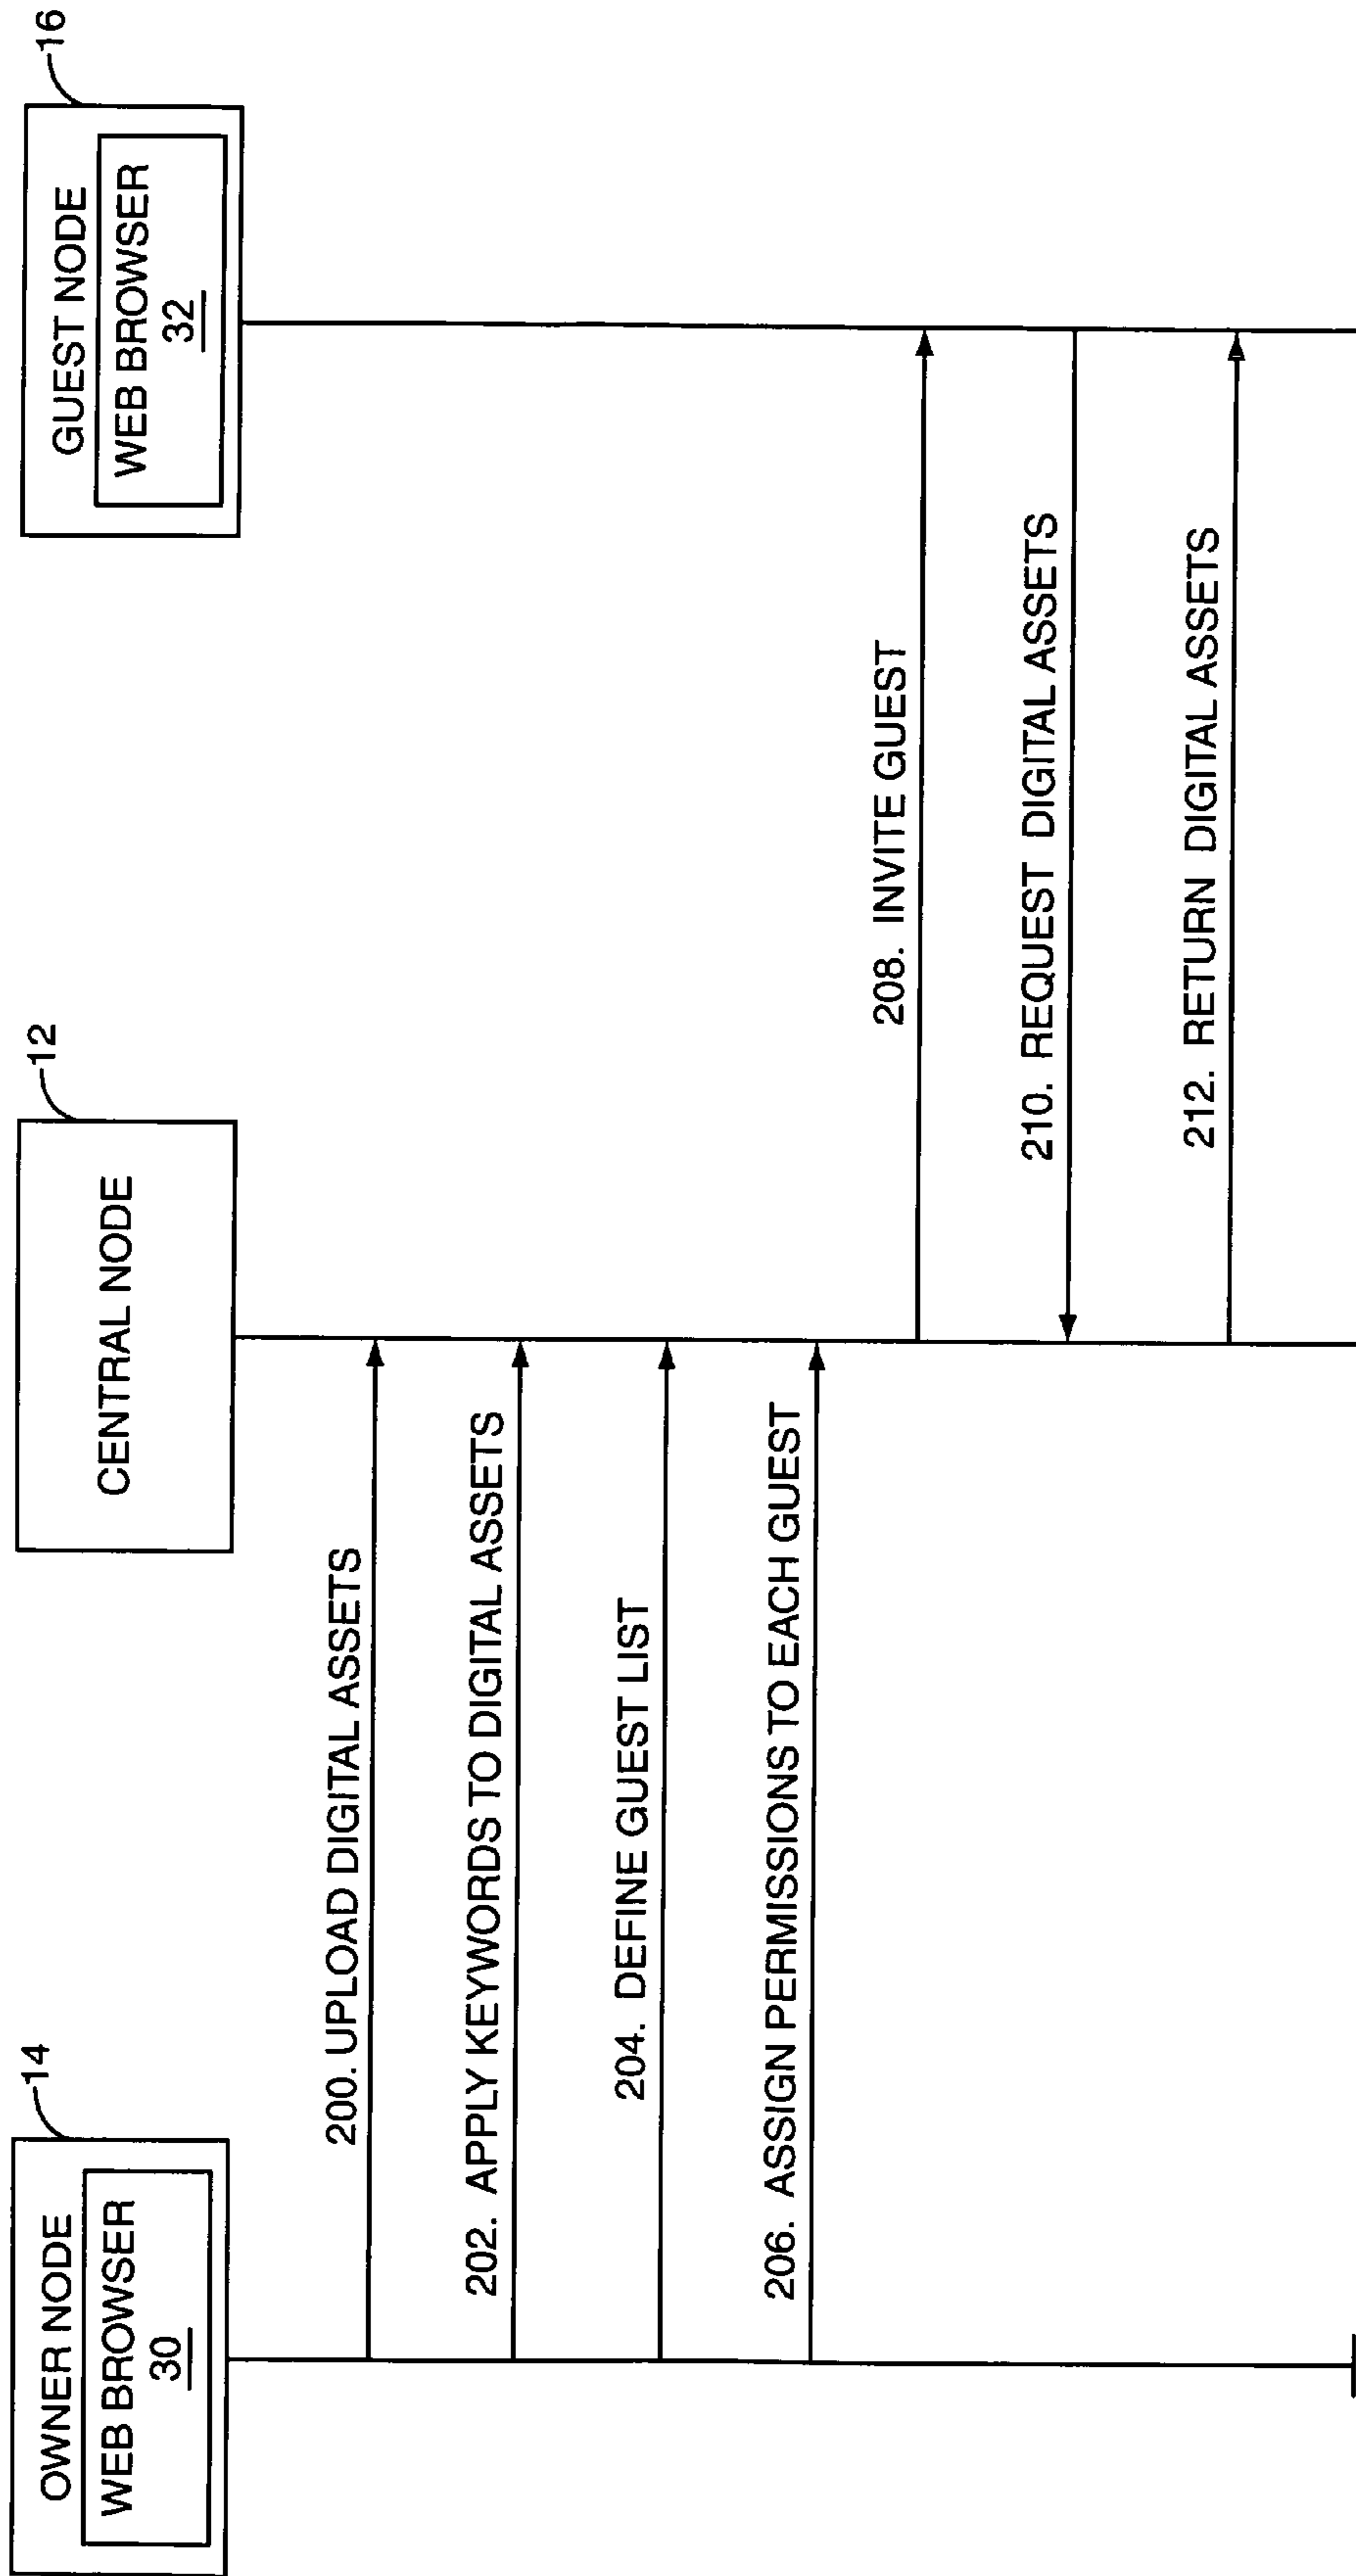 OWNER NODE
WEB BROWSER
30
14
CENTRAL NODE
12
GUEST NODE
WEB BROWSER
32
16
200. UPLOAD DIGITAL ASSETS
202. APPLY KEYWORDS TO DIGITAL ASSETS
204. DEFINE GUEST LIST
206. ASSIGN PERMISSIONS TO EACH GUEST
208. INVITE GUEST
210. REQUEST DIGITAL ASSETS
212. RETURN DIGITAL ASSETS